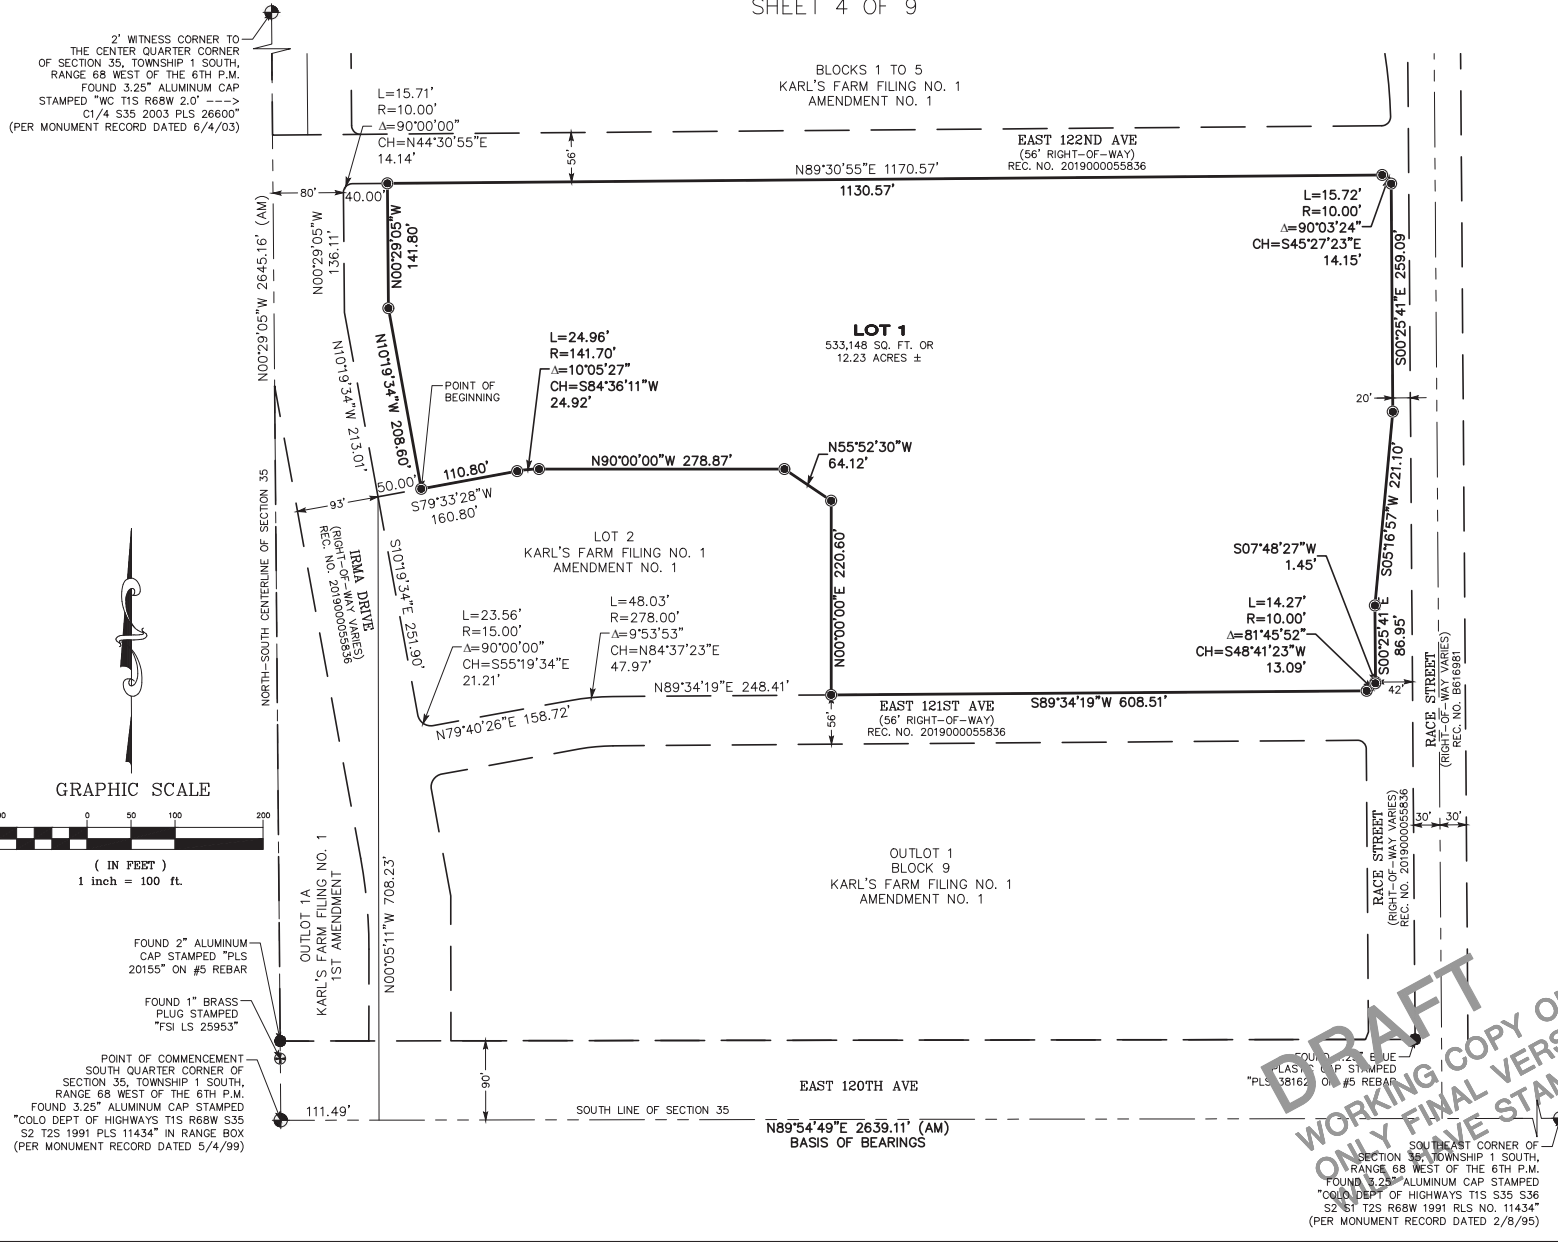 SHEET 4 OF 9
2' WITNESS CORNER TO
THE CENTER QUARTER CORNER
OF SECTION 35, TOWNSHIP 1 SOUTH,
RANGE 68 WEST OF THE 6TH P.M.
FOUND 3.25" ALUMINUM CAP
STAMPED "WC T1S R68W 2.0' --->
C1/4 S35 2003 PLS 26600"
(PER MONUMENT RECORD DATED 6/4/03)
L=15.71'
R=10.00'
Δ=90°00'00"
CH=N44°30'55"E
14.14'
BLOCKS 1 TO 5
KARL'S FARM FILING NO. 1
AMENDMENT NO. 1
56'
EAST 122ND AVE
(56' RIGHT-OF-WAY)
REC. NO. 2019000055836
N89°30'55"E 1170.57'
1130.57'
80'
40.00'
N00°29'05"W 2645.16' (AM)
N00°29'05"W
136.11'
N00°29'05"W
141.80'
L=15.72'
R=10.00'
Δ=90°03'24"
CH=S45°27'23"E
14.15'
S00°25'41"E 259.09'
LOT 1
533,148 SQ. FT. OR
12.23 ACRES ±
N10°19'34"W 213.01'
N10°19'34"W 208.60'
POINT OF
BEGINNING
L=24.96'
R=141.70'
Δ=10°05'27"
CH=S84°36'11"W
24.92'
20'
N55°52'30"W
64.12'
N90°00'00"W 278.87'
110.80'
50.00'
S79°33'28"W
160.80'
93'
NORTH-SOUTH CENTERLINE OF SECTION 35
IRMA DRIVE
(RIGHT-OF-WAY VARIES)
REC. NO. 2019000055836
S10°19'34"E 251.90'
LOT 2
KARL'S FARM FILING NO. 1
AMENDMENT NO. 1
N00°00'00"E 220.60'
S05°16'57"W 221.10'
S07°48'27"W
1.45'
L=14.27'
R=10.00'
Δ=81°45'52"
CH=S48°41'23"W
13.09'
S00°25'41"E
86.95'
L=23.56'
R=15.00'
Δ=90°00'00"
CH=S55°19'34"E
21.21'
L=48.03'
R=278.00'
Δ=9°53'53"
CH=N84°37'23"E
47.97'
N89°34'19"E 248.41'
N79°40'26"E 158.72'
56'
EAST 121ST AVE
(56' RIGHT-OF-WAY)
REC. NO. 2019000055836
S89°34'19"W 608.51'
42'
RACE STREET
(RIGHT-OF-WAY VARIES)
REC. NO. B616981
GRAPHIC SCALE
0
50
100
200
( IN FEET )
1 inch = 100 ft.
30'
30'
RACE STREET
(RIGHT-OF-WAY VARIES)
REC. NO. 2019000055836
OUTLOT 1A
KARL'S FARM FILING NO. 1
1ST AMENDMENT
N00°05'11"W 708.23'
OUTLOT 1
BLOCK 9
KARL'S FARM FILING NO. 1
AMENDMENT NO. 1
FOUND 2" ALUMINUM
CAP STAMPED "PLS
20155" ON #5 REBAR
FOUND 1" BRASS
PLUG STAMPED
"FSI LS 25953"
POINT OF COMMENCEMENT
SOUTH QUARTER CORNER OF
SECTION 35, TOWNSHIP 1 SOUTH,
RANGE 68 WEST OF THE 6TH P.M.
FOUND 3.25" ALUMINUM CAP STAMPED
"COLO DEPT OF HIGHWAYS T1S R68W S35
S2 T2S 1991 PLS 11434" IN RANGE BOX
(PER MONUMENT RECORD DATED 5/4/99)
111.49'
90'
EAST 120TH AVE
SOUTH LINE OF SECTION 35
N89°54'49"E 2639.11' (AM)
BASIS OF BEARINGS
BLUE
CAP STAMPED
ON #5 REBAR
DRAFT
WORKING COPY
ONLY FINAL
WILL HAVE
SOUTHEAST CORNER OF
SECTION 35, TOWNSHIP 1 SOUTH,
RANGE 68 WEST OF THE 6TH P.M.
FOUND 3.25" ALUMINUM CAP STAMPED
"COLO DEPT OF HIGHWAYS T1S S35 S36
S2 S1 T2S R68W 1991 RLS NO. 11434"
(PER MONUMENT RECORD DATED 2/8/95)